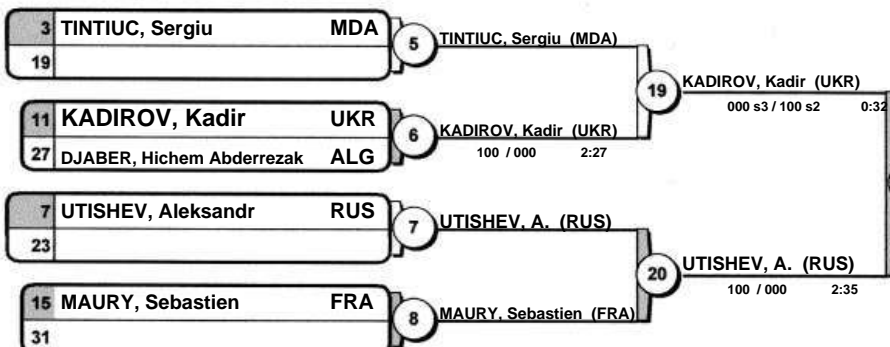 3 TINTIUC, Sergiu MDA
19
5
TINTIUC, Sergiu (MDA)
11 KADIROV, Kadir UKR
27 DJABER, Hichem Abderrezak ALG
6
KADIROV, Kadir (UKR)
100 / 000 2:27
19
KADIROV, Kadir (UKR)
000 s3 / 100 s2 0:32
7 UTISHEV, Aleksandr RUS
23
7
UTISHEV, A. (RUS)
15 MAURY, Sebastien FRA
31
8
MAURY, Sebastien (FRA)
20
UTISHEV, A. (RUS)
100 / 000 2:35